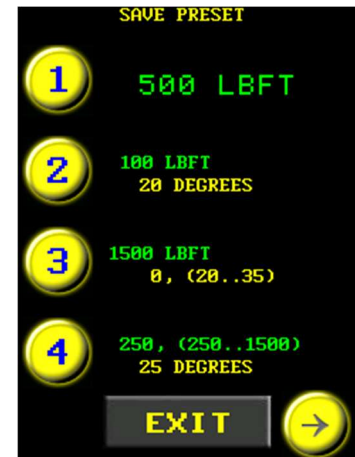 SAVE PRESET
1
500 LBFT
2
100 LBFT
20 DEGREES
3
1500 LBFT
0, (20..35)
4
250, (250..1500)
25 DEGREES
EXIT
→